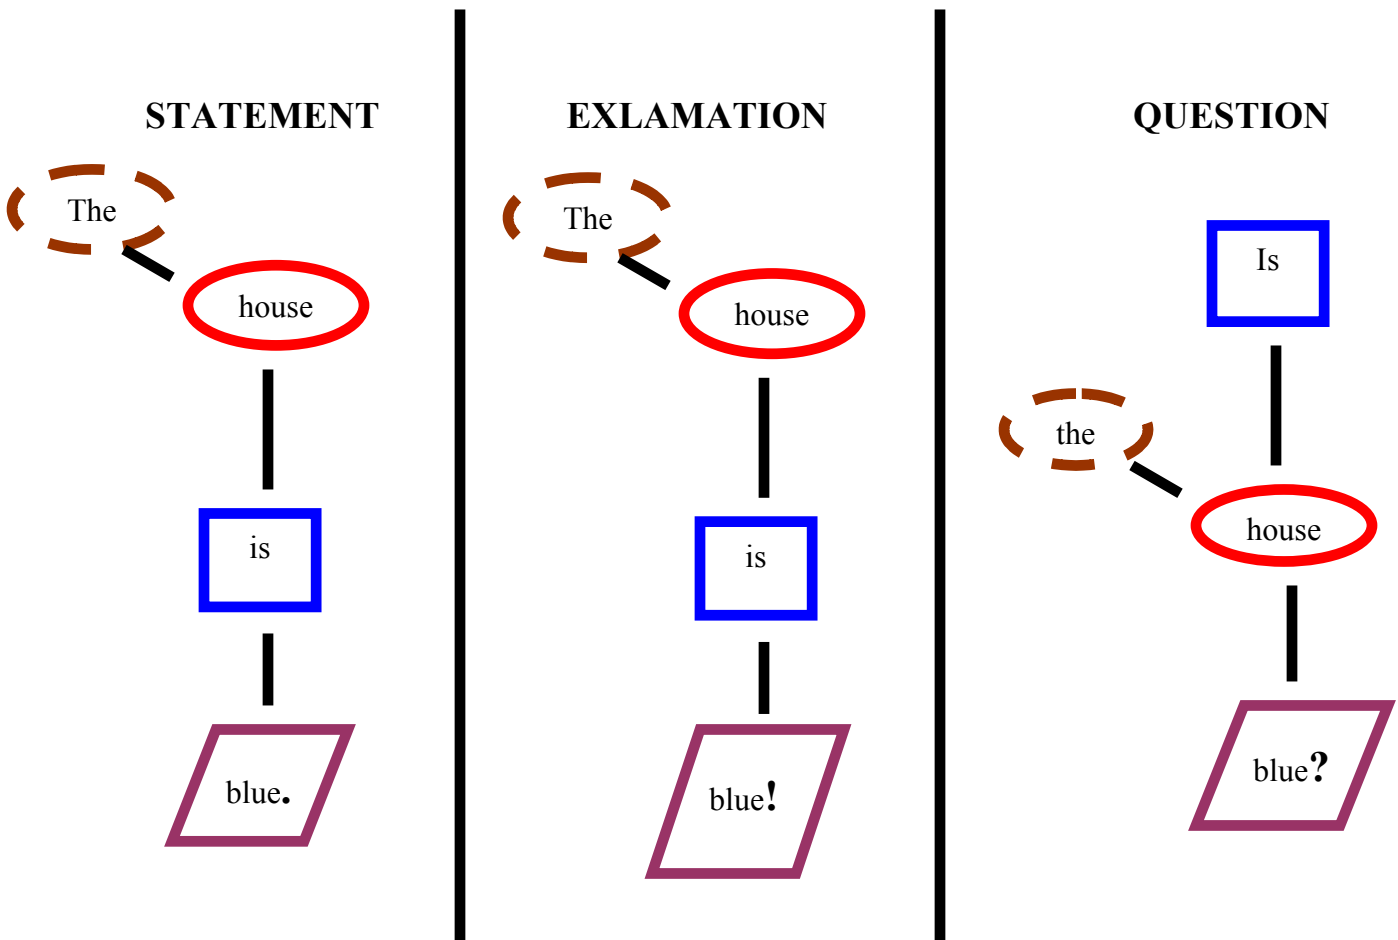 STATEMENT
The
house
is
blue.
EXLAMATION
The
house
is
blue!
QUESTION
Is
the
house
blue?